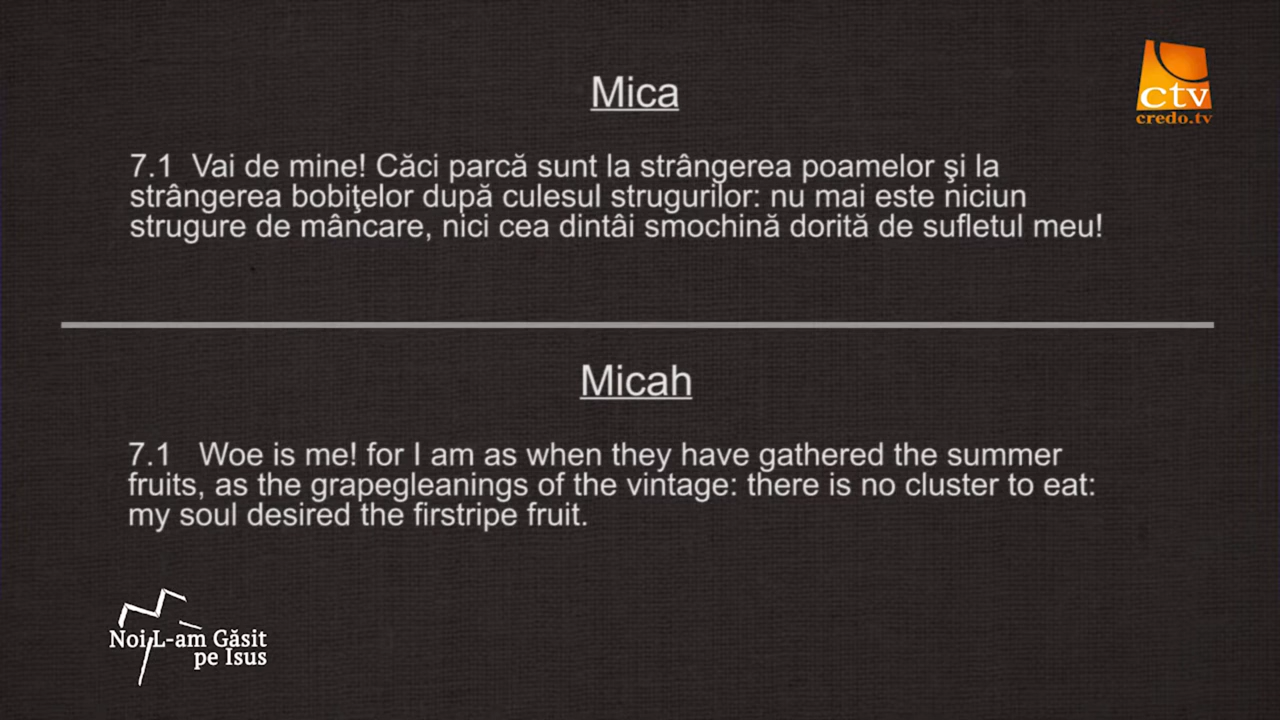 Mica
ctv
credo.tv
7.1 Vai de mine! Căci parcă sunt la strângerea poamelor şi la
strângerea bobiţelor după culesul strugurilor: nu mai este niciun
strugure de mâncare, nici cea dintâi smochină dorită de sufletul meu!
Micah
7.1 Woe is me! for I am as when they have gathered the summer
fruits, as the grapegleanings of the vintage: there is no cluster to eat:
my soul desired the firstripe fruit.
Noi L-am Găsit
pe Isus